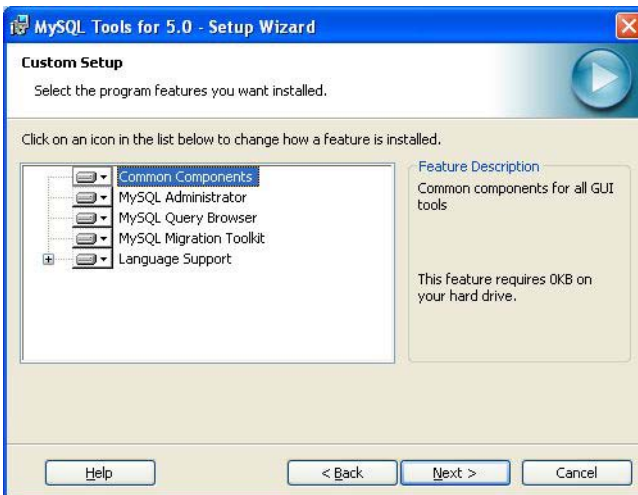 MySQL Tools for 5.0 - Setup Wizard
Custom Setup
Select the program features you want installed.
Click on an icon in the list below to change how a feature is installed.
Common Components
MySQL Administrator
MySQL Query Browser
MySQL Migration Toolkit
Language Support
Feature Description
Common components for all GUI
tools
This feature requires 0KB on
your hard drive.
Help
< Back
Next >
Cancel